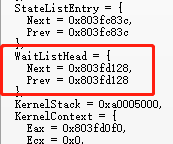 StateListEntry = {
Next = 0x803fc83c,
Prev = 0x803fc83c
},
WaitListHead = {
Next = 0x803fd128,
Prev = 0x803fd128
},
KernelStack = 0xa0005000,
KernelContext = {
Eax = 0x803fd0f0,
Ecx = 0x0,